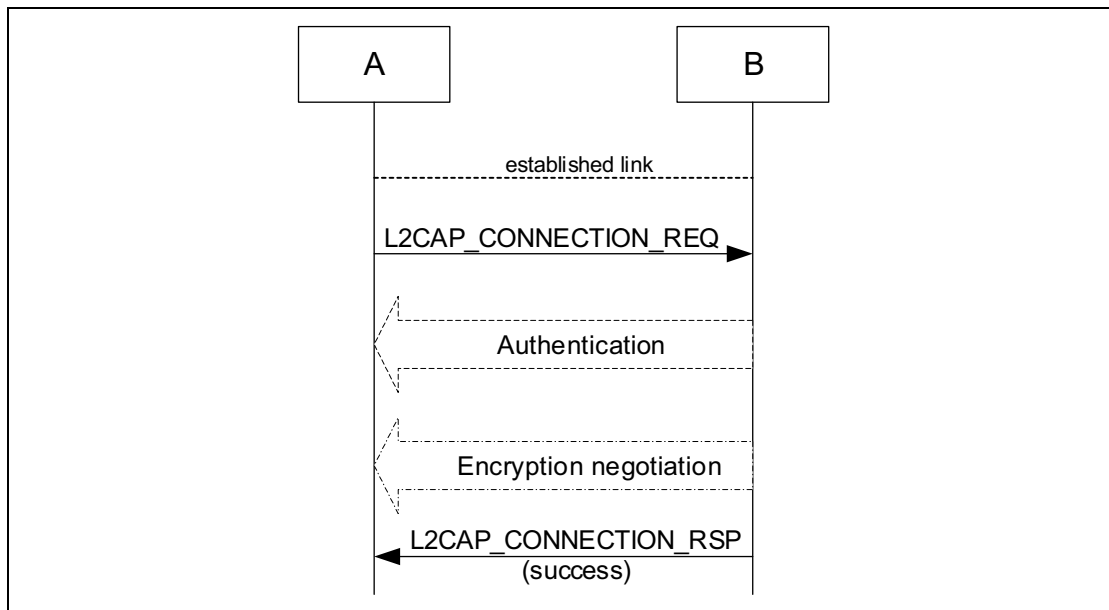 A
B
established link
L2CAP_CONNECTION_REQ
Authentication
Encryption negotiation
L2CAP_CONNECTION_RSP
(success)